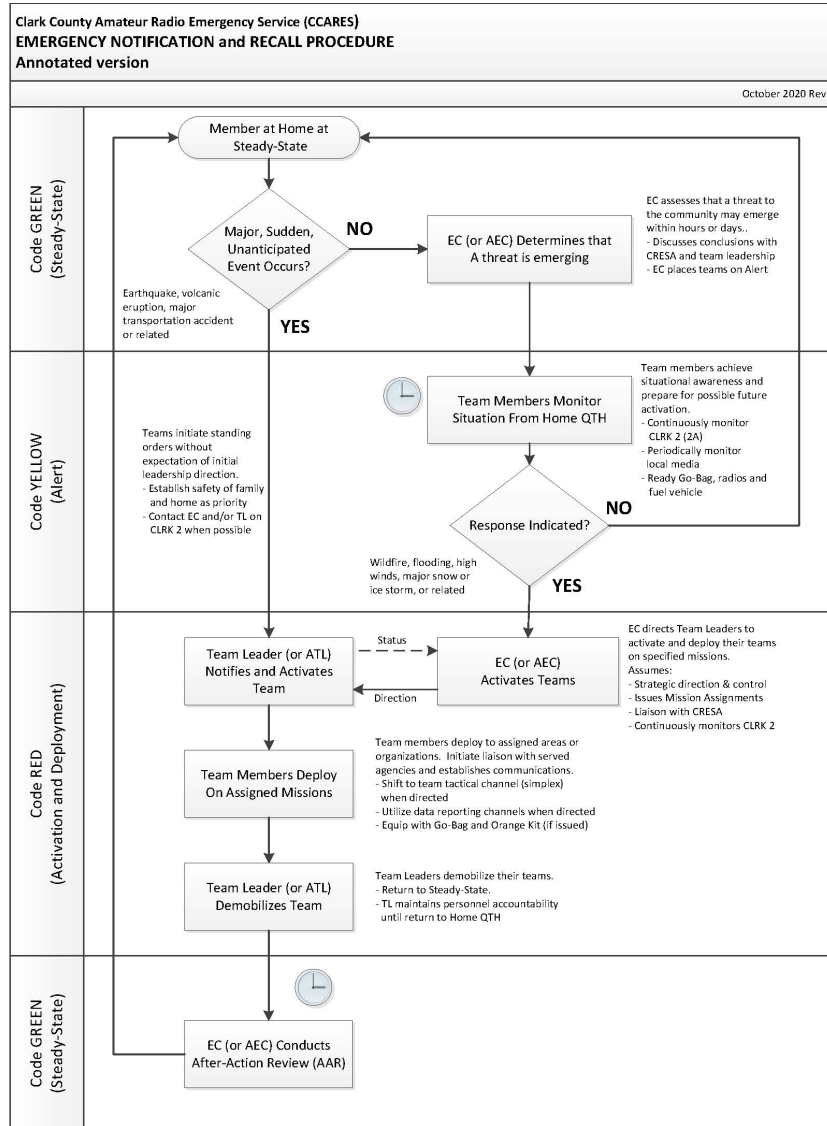 Clark County Amateur Radio Emergency Service (CCARES)
EMERGENCY NOTIFICATION and RECALL PROCEDURE
Annotated version
October 2020 Rev
Code GREEN
(Steady-State)
Member at Home at
Steady-State
Major, Sudden,
Unanticipated
Event Occurs?
NO
EC (or AEC) Determines that
A threat is emerging
EC assesses that a threat to
the community may emerge
within hours or days..
- Discusses conclusions with
CRESA and team leadership
- EC places teams on Alert
Earthquake, volcanic
eruption, major
transportation accident
or related
YES
Code YELLOW
(Alert)
Team Members Monitor
Situation From Home QTH
Team members achieve
situational awareness and
prepare for possible future
activation.
- Continuously monitor
CLRK 2 (2A)
- Periodically monitor
local media
- Ready Go-Bag, radios and
fuel vehicle
Teams initiate standing
orders without
expectation of initial
leadership direction.
- Establish safety of family
and home as priority
- Contact EC and/or TL on
CLRK 2 when possible
Response Indicated?
NO
Wildfire, flooding, high
winds, major snow or
ice storm, or related
YES
Code RED
(Activation and Deployment)
Team Leader (or ATL)
Notifies and Activates
Team
Status
Direction
EC (or AEC)
Activates Teams
EC directs Team Leaders to
activate and deploy their teams
on specified missions.
Assumes:
- Strategic direction & control
- Issues Mission Assignments
- Liaison with CRESA
- Continuously monitors CLRK 2
Team Members Deploy
On Assigned Missions
Team members deploy to assigned areas or
organizations.  Initiate liaison with served
agencies and establishes communications.
- Shift to team tactical channel (simplex)
when directed
- Utilize data reporting channels when directed
- Equip with Go-Bag and Orange Kit (if issued)
Team Leader (or ATL)
Demobilizes Team
Team Leaders demobilize their teams.
- Return to Steady-State.
- TL maintains personnel accountability
until return to Home QTH
Code GREEN
(Steady-State)
EC (or AEC) Conducts
After-Action Review (AAR)